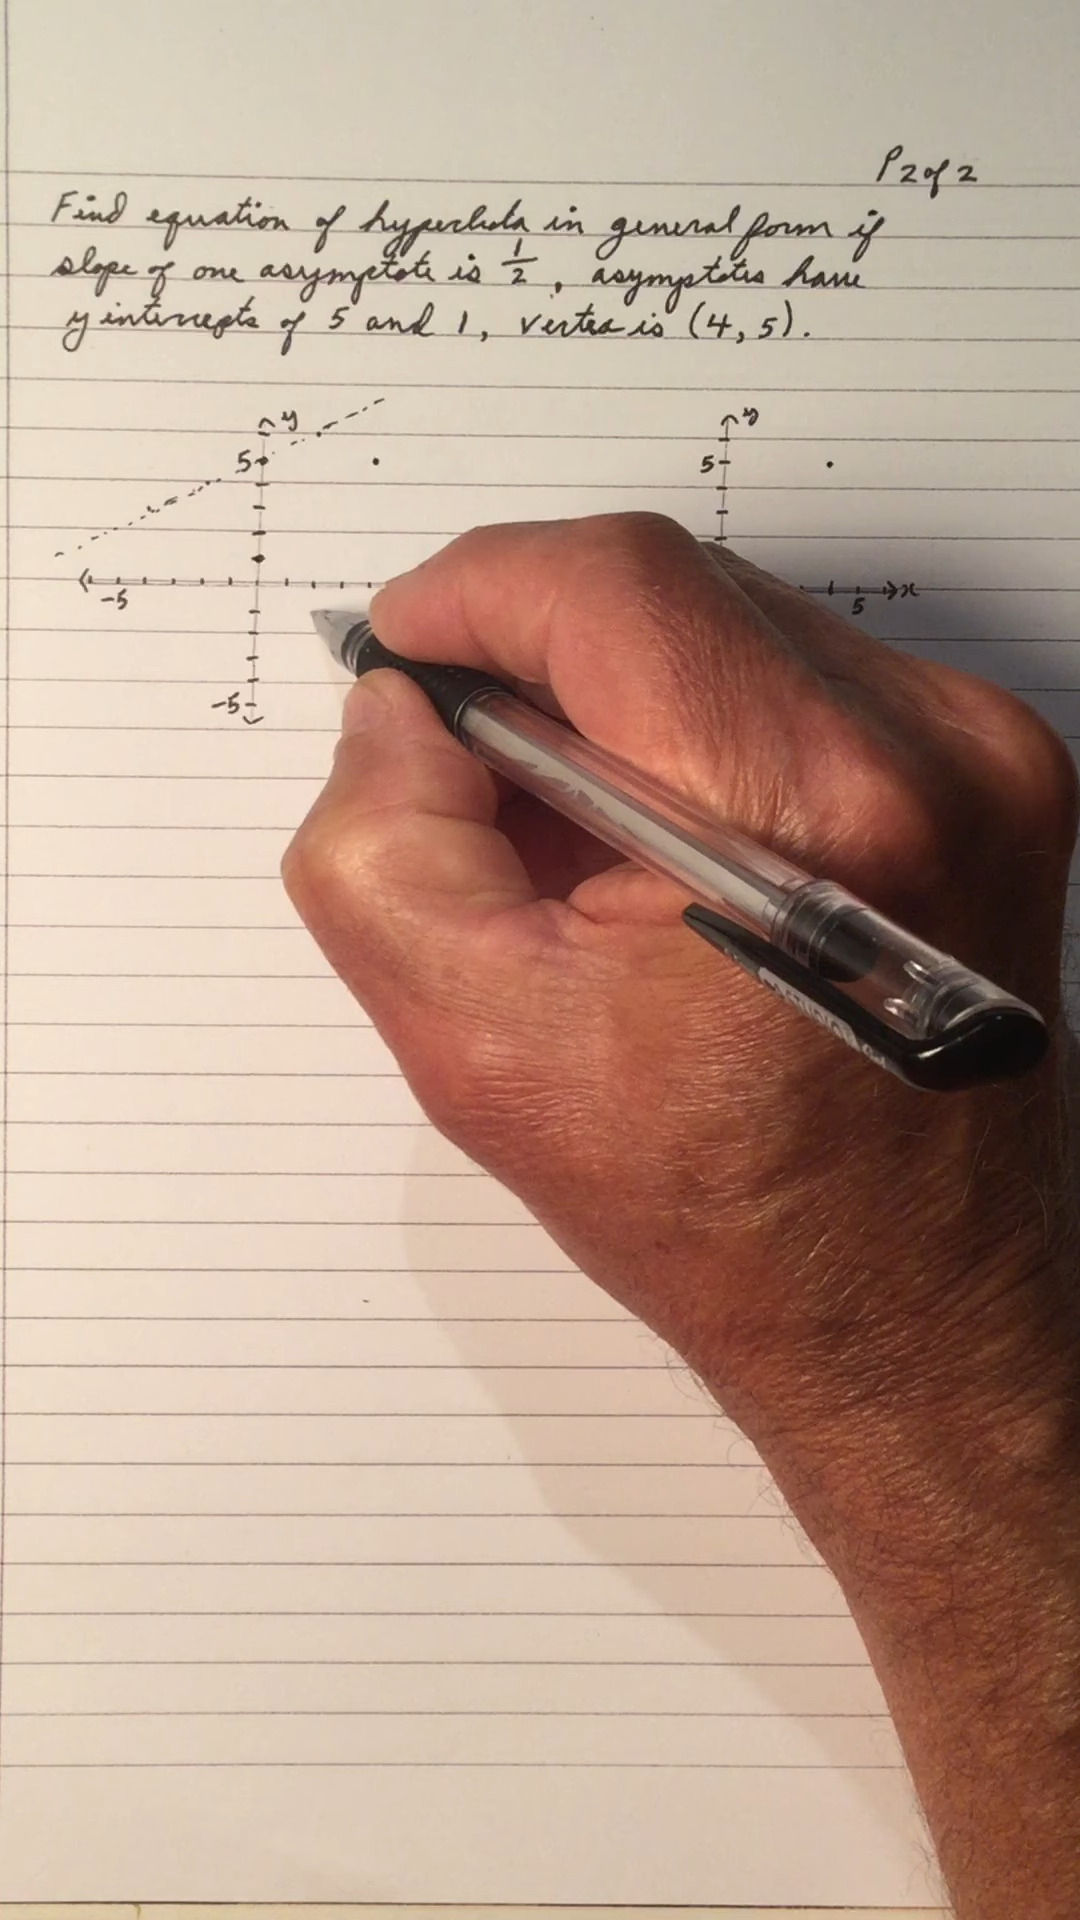 P 2 of 2
Find equation of hyperbola in general form if
slope of one asymptote is 1/2, asymptotes have
y intercepts of 5 and 1, vertex is (4, 5).
y y
5 5
-5 5 x
-5